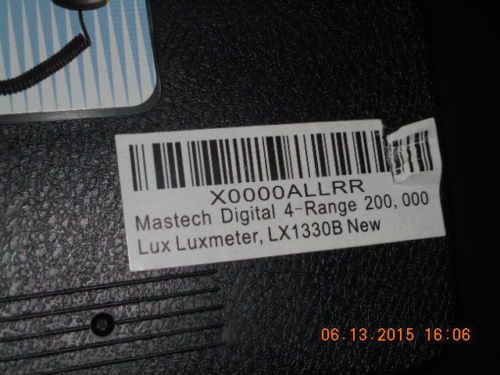 X0000ALLRR
Mastech Digital 4-Range 200,000
Lux Luxmeter, LX1330B New
06.13.2015 16:06